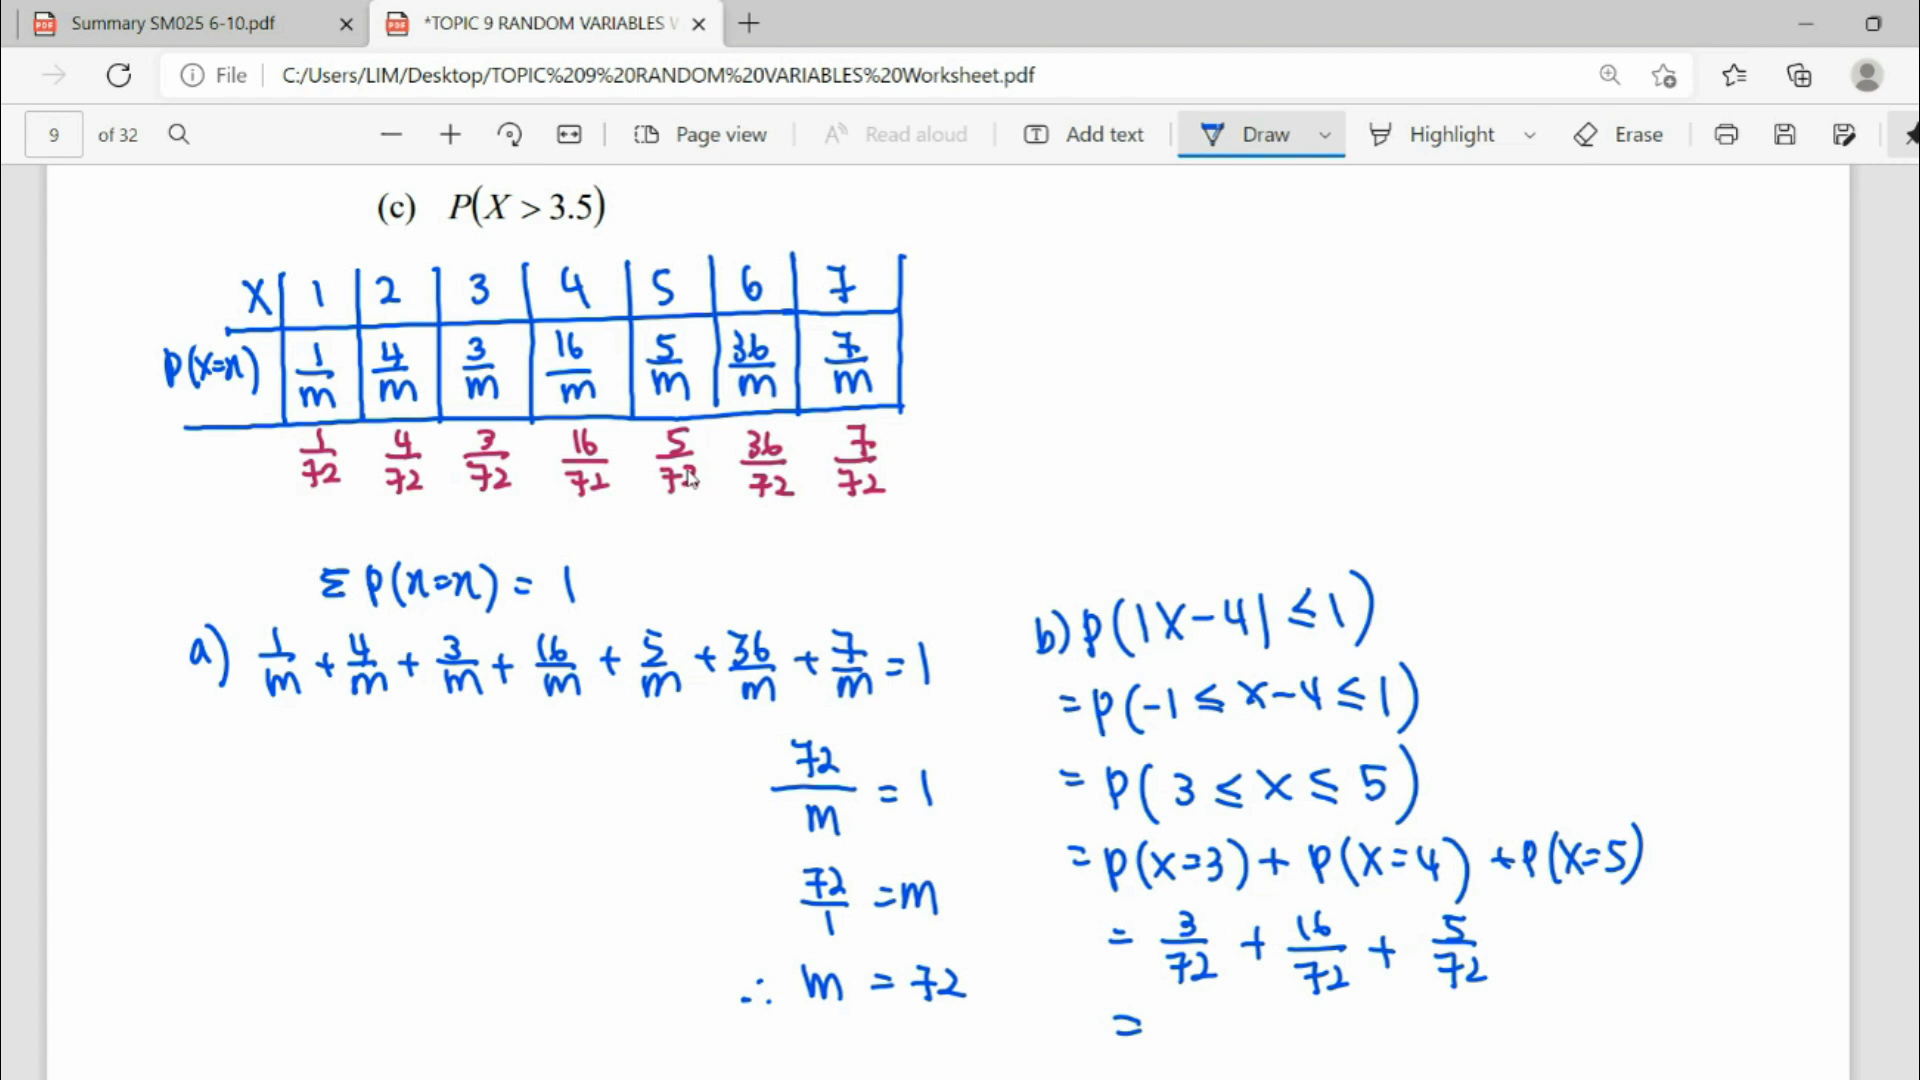 Summary SM025 6-10.pdf
*TOPIC 9 RANDOM VARIABLES
File C:/Users/LIM/Desktop/TOPIC%209%20RANDOM%20VARIABLES%20Worksheet.pdf
9 of 32 Page view Read aloud Add text Draw Highlight Erase
(c) P(X > 3.5)
X 1 2 3 4 5 6 7
P(X=x) 1/m 4/m 3/m 16/m 5/m 36/m 7/m
1/72 4/72 3/72 16/72 5/72 36/72 7/72
Σ P(x=x) = 1
a) 1/m + 4/m + 3/m + 16/m + 5/m + 36/m + 7/m = 1
72/m = 1
72/1 = m
∴ m = 72
b) P(|X-4| ≤ 1)
= P(-1 ≤ x-4 ≤ 1)
= P(3 ≤ x ≤ 5)
= P(X=3) + P(X=4) + P(X=5)
= 3/72 + 16/72 + 5/72
=